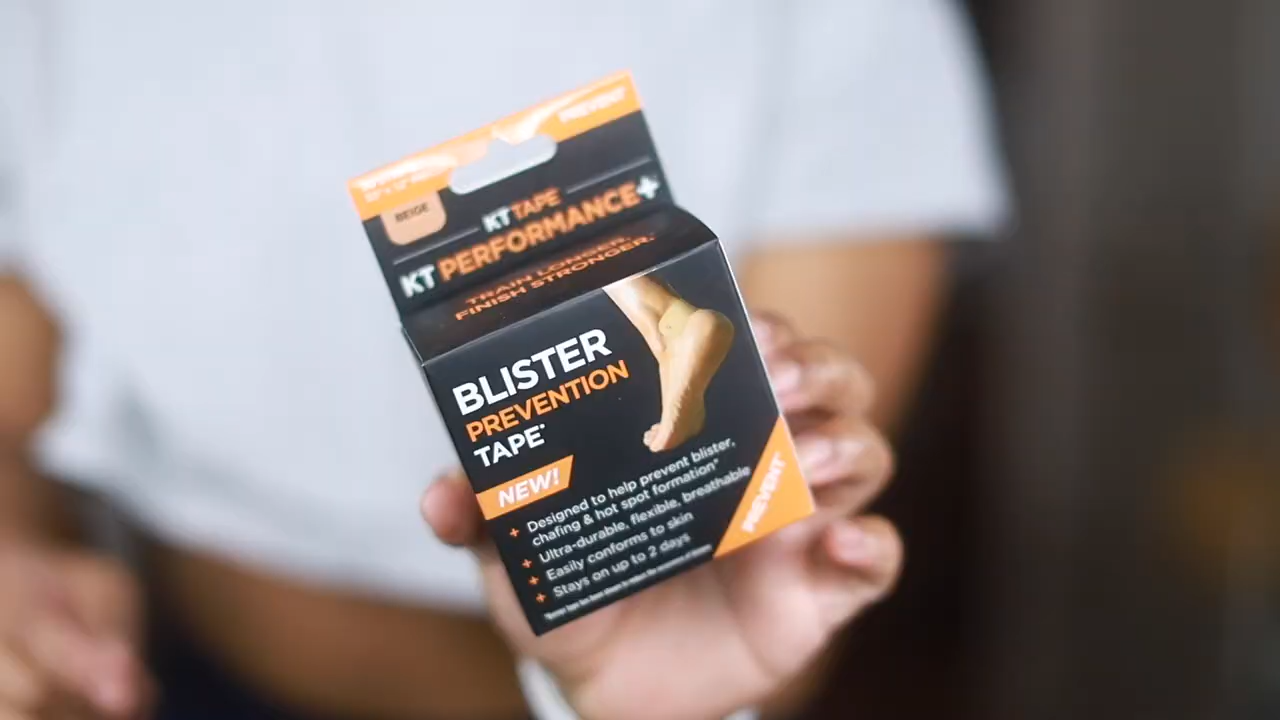 PREVENT
BEIGE
KT TAPE
KT PERFORMANCE+
TRAIN LONGER.
FINISH STRONGER.
BLISTER
PREVENTION
TAPE*
NEW!
+ Designed to help prevent blister,
chafing & hot spot formation*
+ Ultra-durable, flexible, breathable
+ Easily conforms to skin
+ Stays on up to 2 days
PREVENT